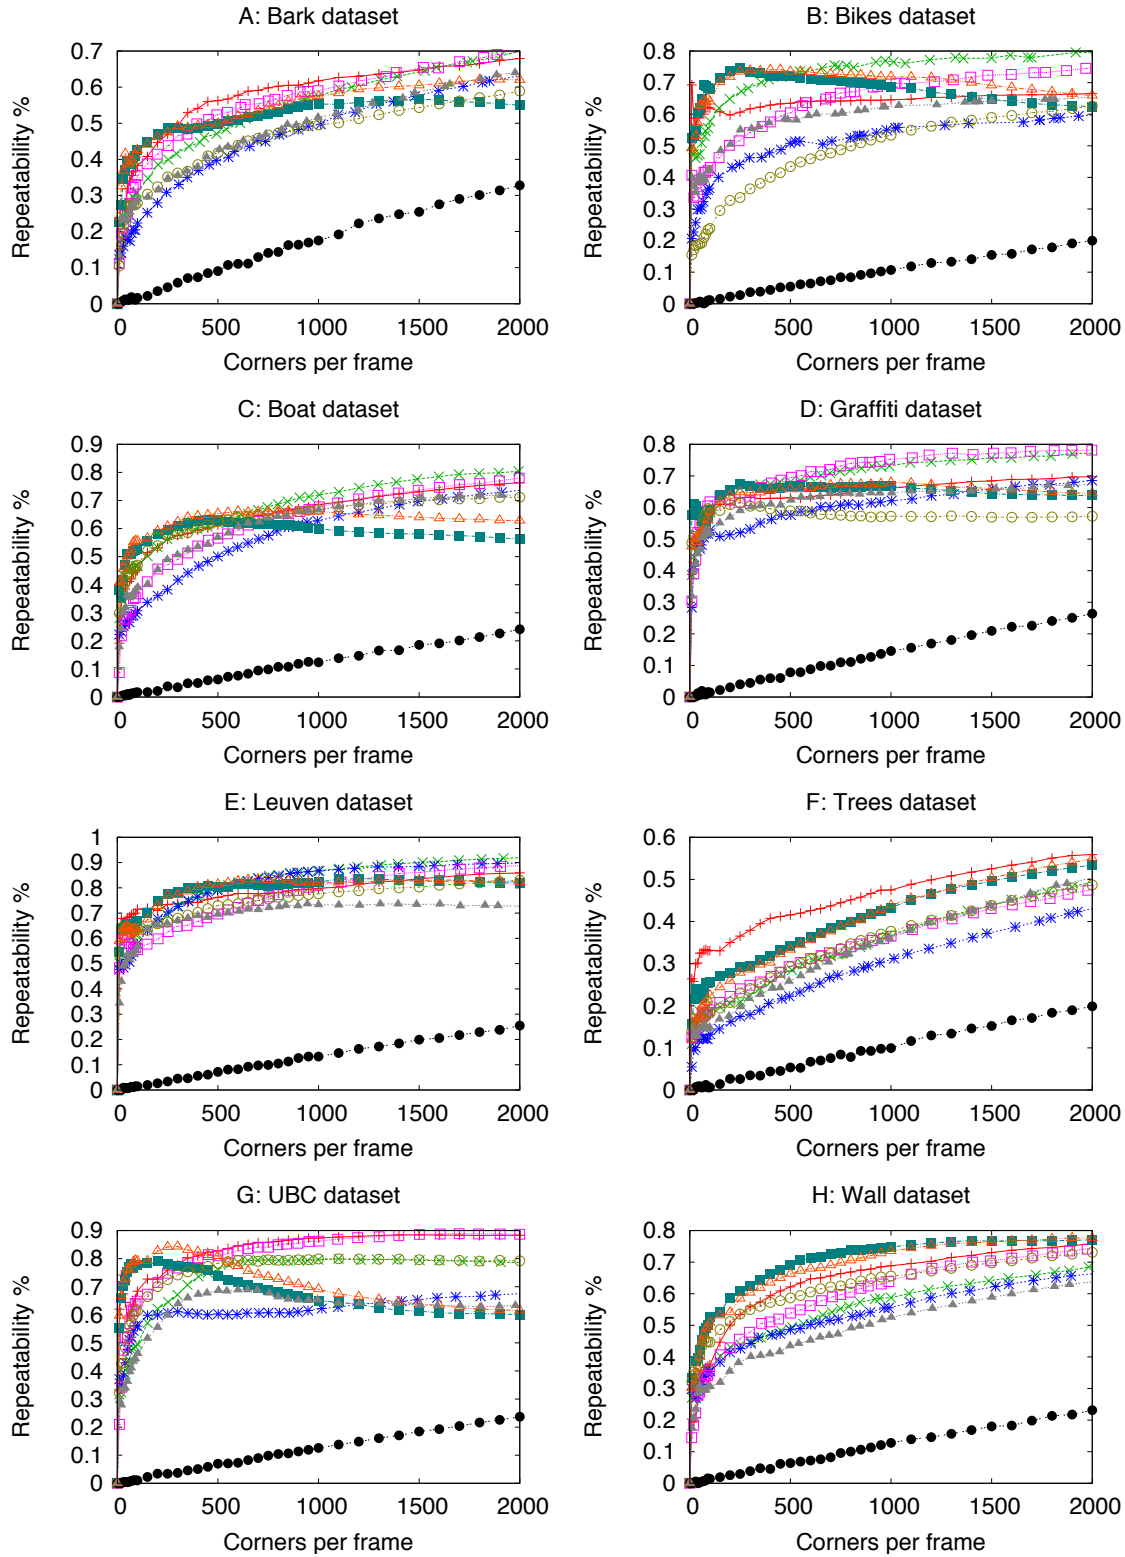 A: Bark dataset
B: Bikes dataset
Repeatability %
0.7
0.6
0.5
0.4
0.3
0.2
0.1
0
0 500 1000 1500 2000
Corners per frame
Repeatability %
0.8
0.7
0.6
0.5
0.4
0.3
0.2
0.1
0
0 500 1000 1500 2000
Corners per frame
C: Boat dataset
D: Graffiti dataset
Repeatability %
0.9
0.8
0.7
0.6
0.5
0.4
0.3
0.2
0.1
0
0 500 1000 1500 2000
Corners per frame
Repeatability %
0.8
0.7
0.6
0.5
0.4
0.3
0.2
0.1
0
0 500 1000 1500 2000
Corners per frame
E: Leuven dataset
F: Trees dataset
Repeatability %
1
0.9
0.8
0.7
0.6
0.5
0.4
0.3
0.2
0.1
0
0 500 1000 1500 2000
Corners per frame
Repeatability %
0.6
0.5
0.4
0.3
0.2
0.1
0
0 500 1000 1500 2000
Corners per frame
G: UBC dataset
H: Wall dataset
Repeatability %
0.9
0.8
0.7
0.6
0.5
0.4
0.3
0.2
0.1
0
0 500 1000 1500 2000
Corners per frame
Repeatability %
0.8
0.7
0.6
0.5
0.4
0.3
0.2
0.1
0
0 500 1000 1500 2000
Corners per frame